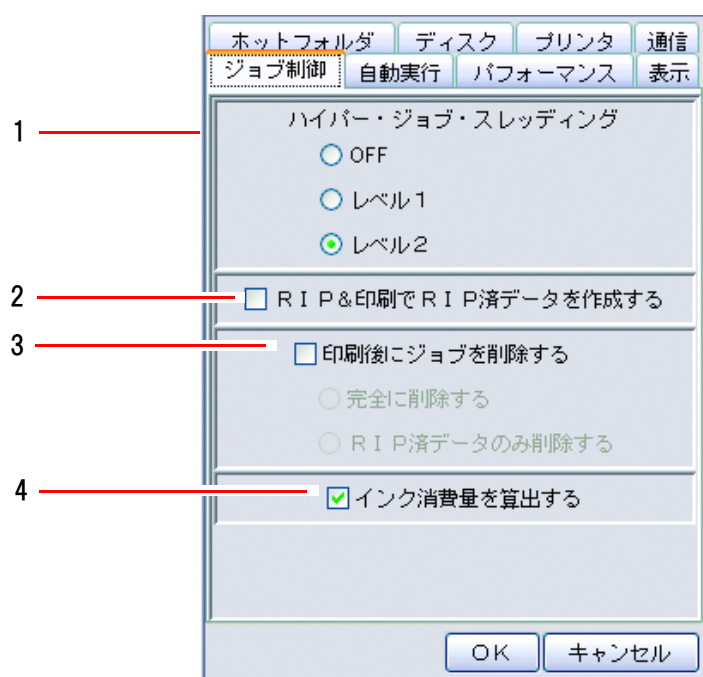 ホットフォルダ ディスク プリンタ 通信
ジョブ制御 自動実行 パフォーマンス 表示
1
ハイパー・ジョブ・スレッディング
OFF
レベル1
レベル2
2
RIP&印刷でRIP済データを作成する
3
印刷後にジョブを削除する
完全に削除する
RIP済データのみ削除する
4
インク消費量を算出する
OK キャンセル